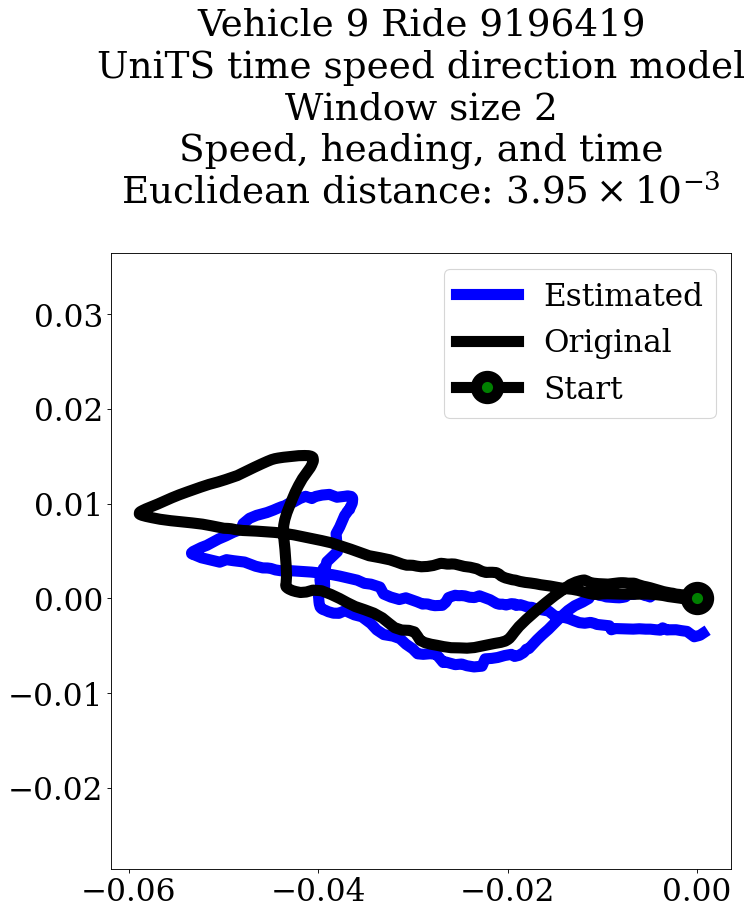 Vehicle 9 Ride 9196419
UniTS time speed direction model
Window size 2
Speed, heading, and time
Euclidean distance: 3.95 × 10⁻³
Estimated
Original
Start
0.03
0.02
0.01
0.00
−0.01
−0.02
−0.06
−0.04
−0.02
0.00